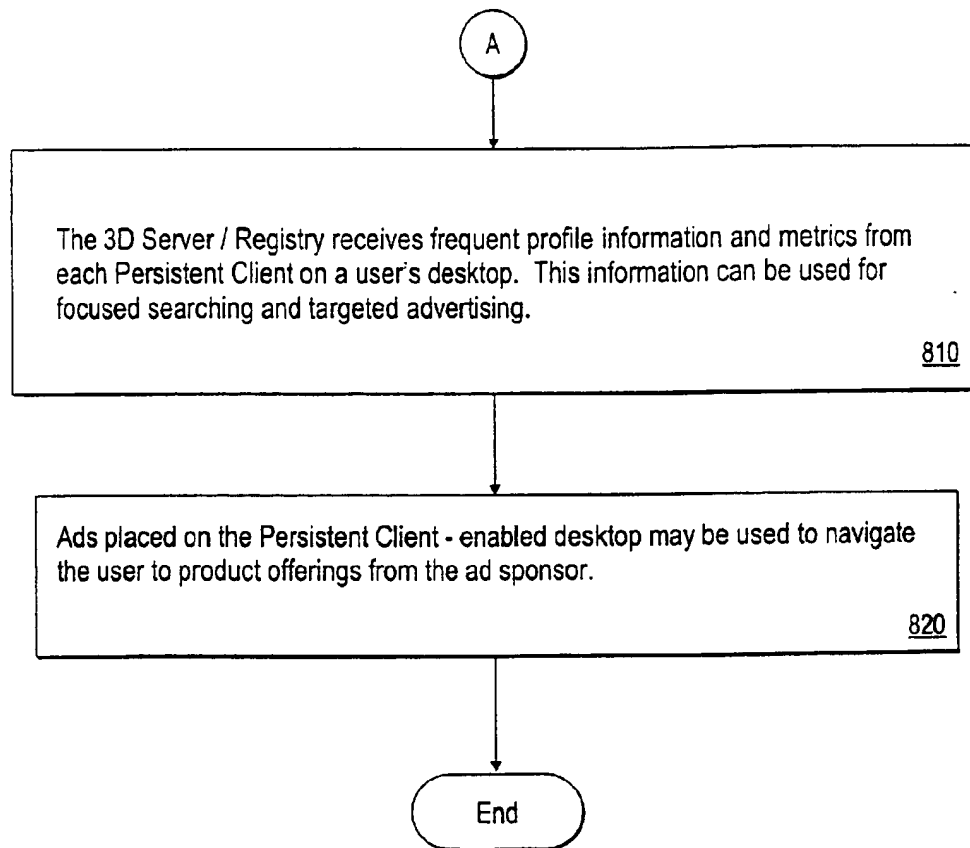 A
The 3D Server / Registry receives frequent profile information and metrics from
each Persistent Client on a user's desktop. This information can be used for
focused searching and targeted advertising.
810
Ads placed on the Persistent Client - enabled desktop may be used to navigate
the user to product offerings from the ad sponsor.
820
End